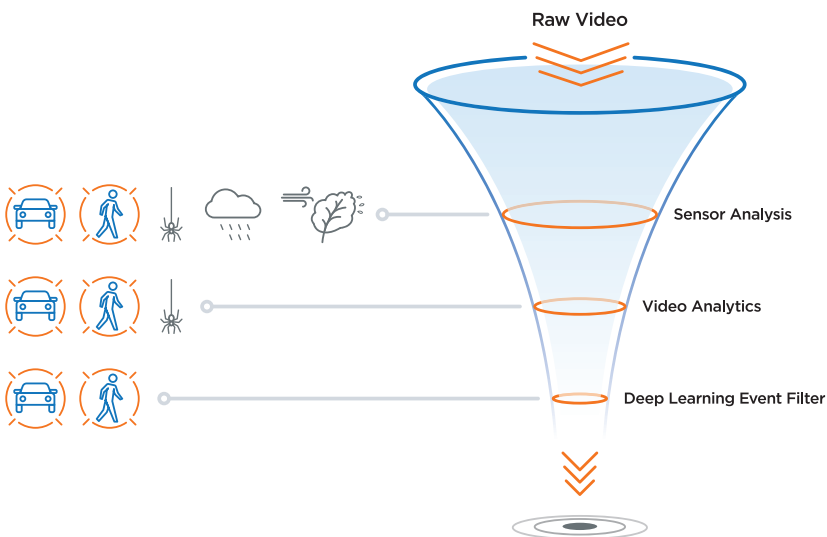 Raw Video
Sensor Analysis
Video Analytics
Deep Learning Event Filter